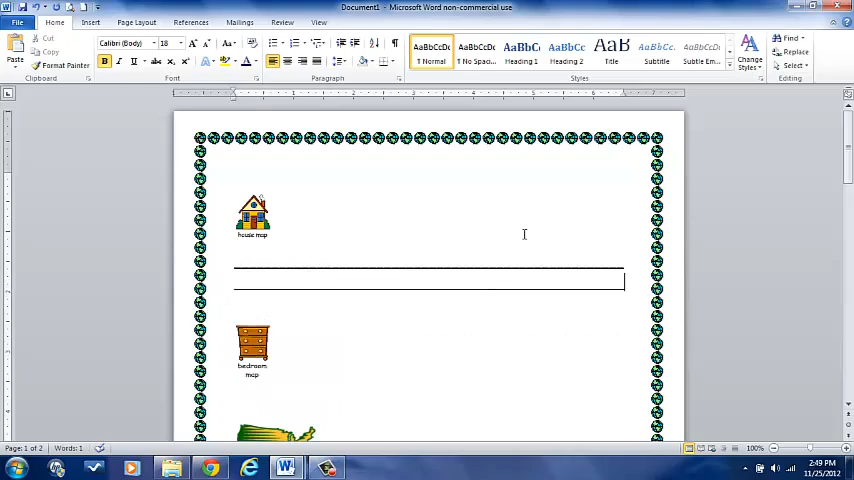 Document1 - Microsoft Word non-commercial use
File Home Insert Page Layout References Mailings Review View
Paste Cut Copy Format Painter
Calibri (Body) 18
AaBbCcDc AaBbCcDc AaBbCc AaBbCc AaB AaBbCc. AaBbCcDc
¶ Normal ¶ No Spac... Heading 1 Heading 2 Title Subtitle Subtle Em...
Change Styles
Find
Replace
Select
Clipboard Font Paragraph Styles Editing
house map
bedroom
map
Page: 1 of 2 Words: 1 100%
2:49 PM
11/25/2012